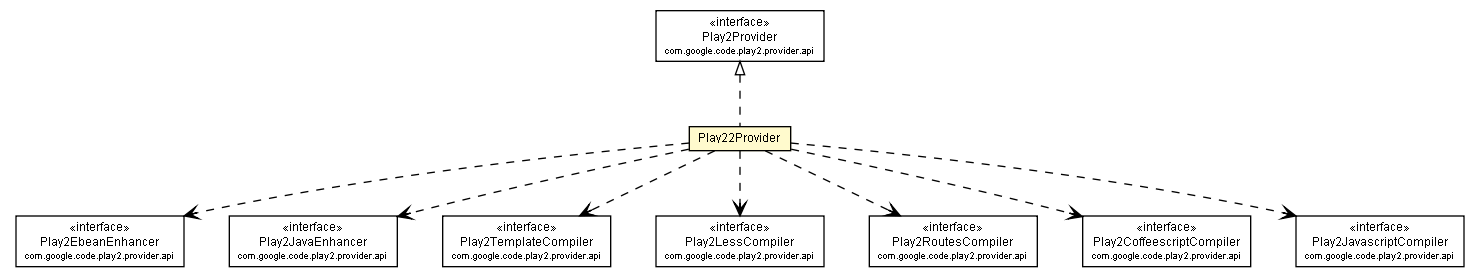 «interface»
Play2Provider
com.google.code.play2.provider.api
Play22Provider
«interface»
Play2EbeanEnhancer
com.google.code.play2.provider.api
«interface»
Play2JavaEnhancer
com.google.code.play2.provider.api
«interface»
Play2TemplateCompiler
com.google.code.play2.provider.api
«interface»
Play2LessCompiler
com.google.code.play2.provider.api
«interface»
Play2RoutesCompiler
com.google.code.play2.provider.api
«interface»
Play2CoffeescriptCompiler
com.google.code.play2.provider.api
«interface»
Play2JavascriptCompiler
com.google.code.play2.provider.api